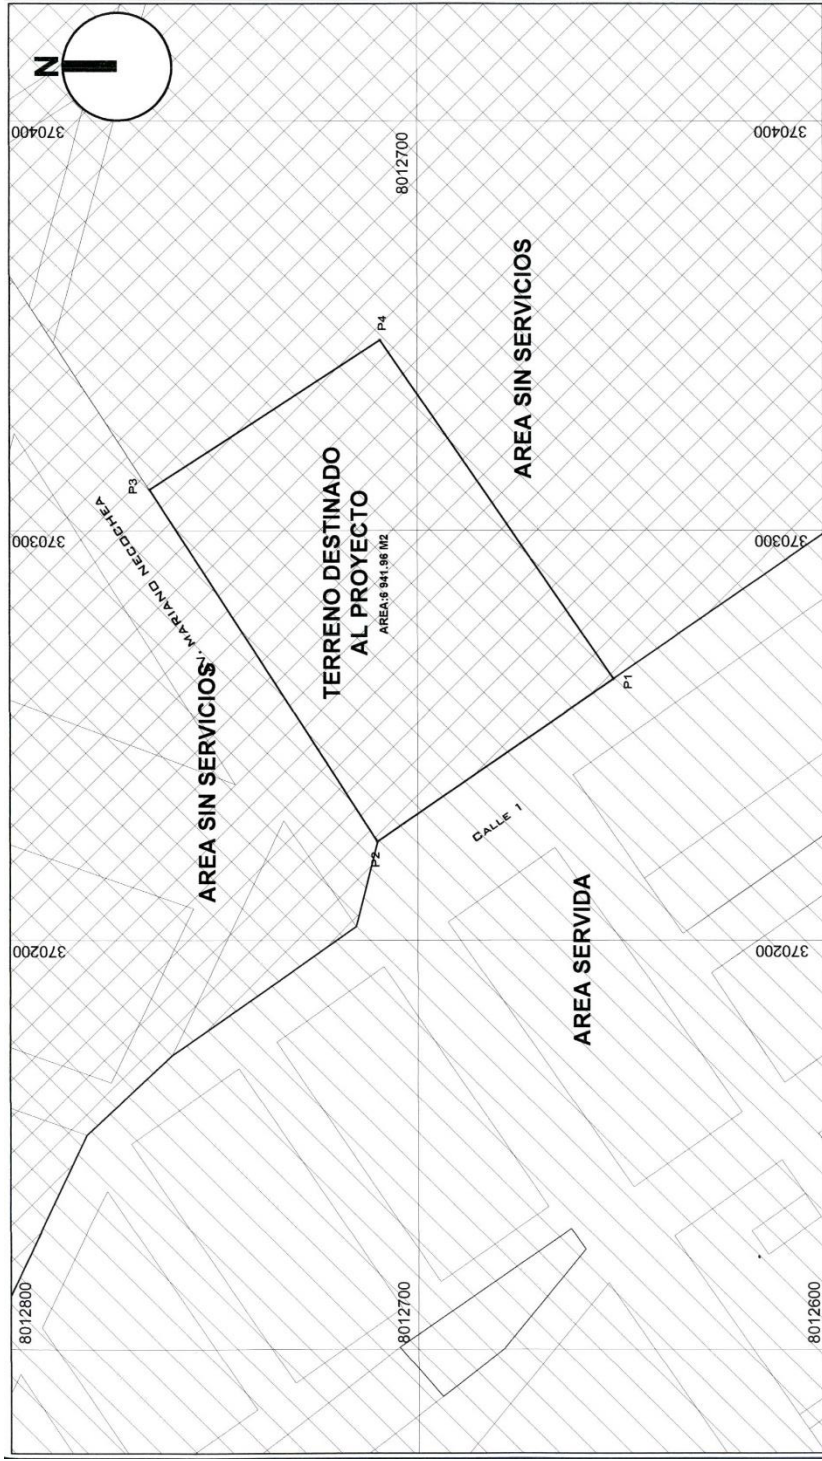 N
370400
370400
8012700
AREA SIN SERVICIOS
P4
P3
TERRENO DESTINADO
AL PROYECTO
AREA:6 941.96 M2
370300
370300
V. MARIANO NECOCHEA
AREA SIN SERVICIOS
P1
P2
CALLE 1
AREA SERVIDA
370200
370200
8012800
8012700
8012600